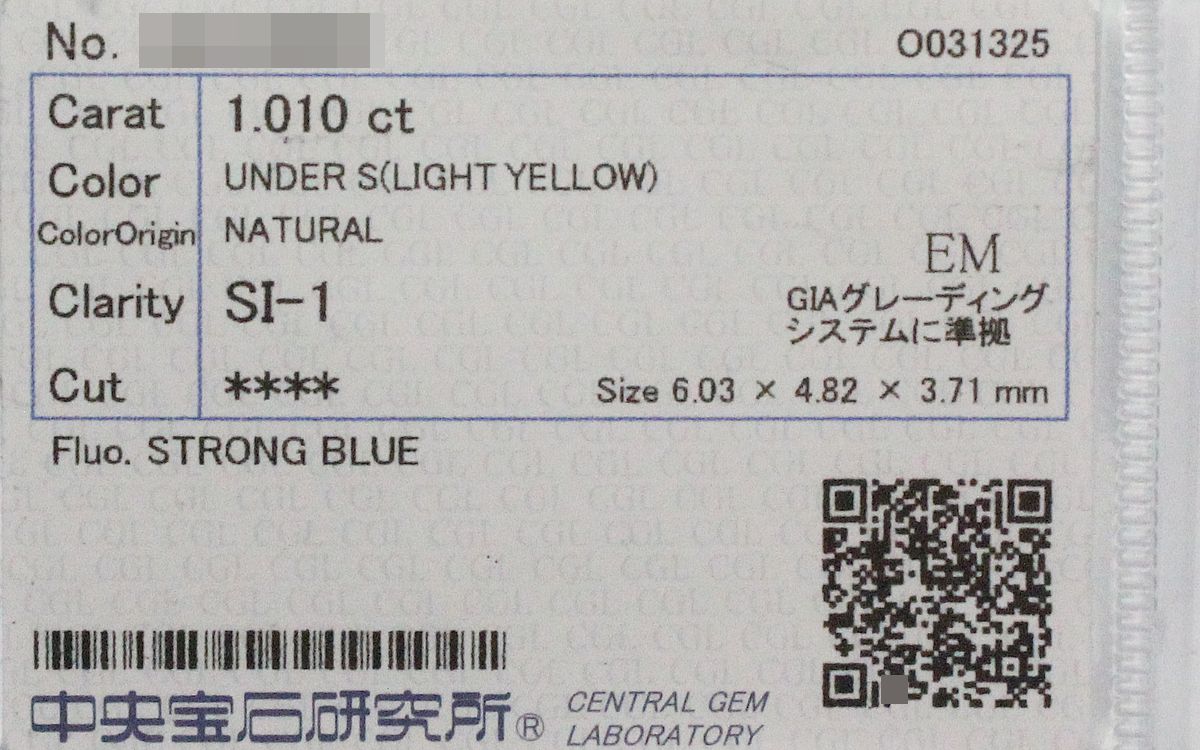 No. O031325
Carat 1.010 ct
Color UNDER S(LIGHT YELLOW)
ColorOrigin NATURAL
EM
Clarity SI-1
GIAグレーディング
システムに準拠
Cut ****
Size 6.03 × 4.82 × 3.71 mm
Fluo. STRONG BLUE
中央宝石研究所®
CENTRAL GEM
LABORATORY